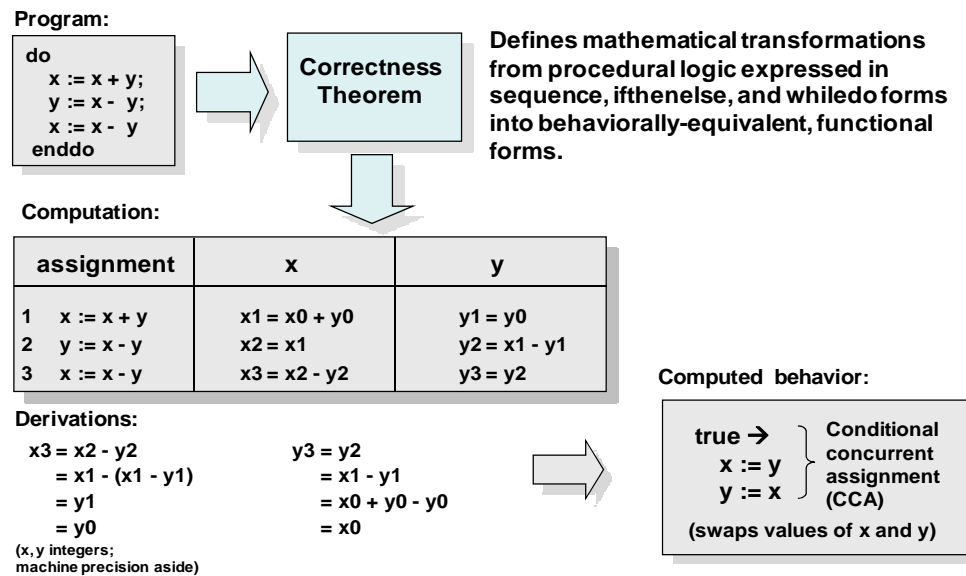 Program:
do
x := x + y;
y := x - y;
x := x - y
enddo
Correctness
Theorem
Defines mathematical transformations
from procedural logic expressed in
sequence, ifthenelse, and whiledo forms
into behaviorally-equivalent, functional
forms.
Computation:
assignment x y
1 x := x + y x1 = x0 + y0 y1 = y0
2 y := x - y x2 = x1 y2 = x1 - y1
3 x := x - y x3 = x2 - y2 y3 = y2
Derivations:
x3 = x2 - y2
= x1 - (x1 - y1)
= y1
= y0
(x, y integers;
machine precision aside)
y3 = y2
= x1 - y1
= x0 + y0 - y0
= x0
Computed behavior:
true →
x := y
y := x
Conditional
concurrent
assignment
(CCA)
(swaps values of x and y)